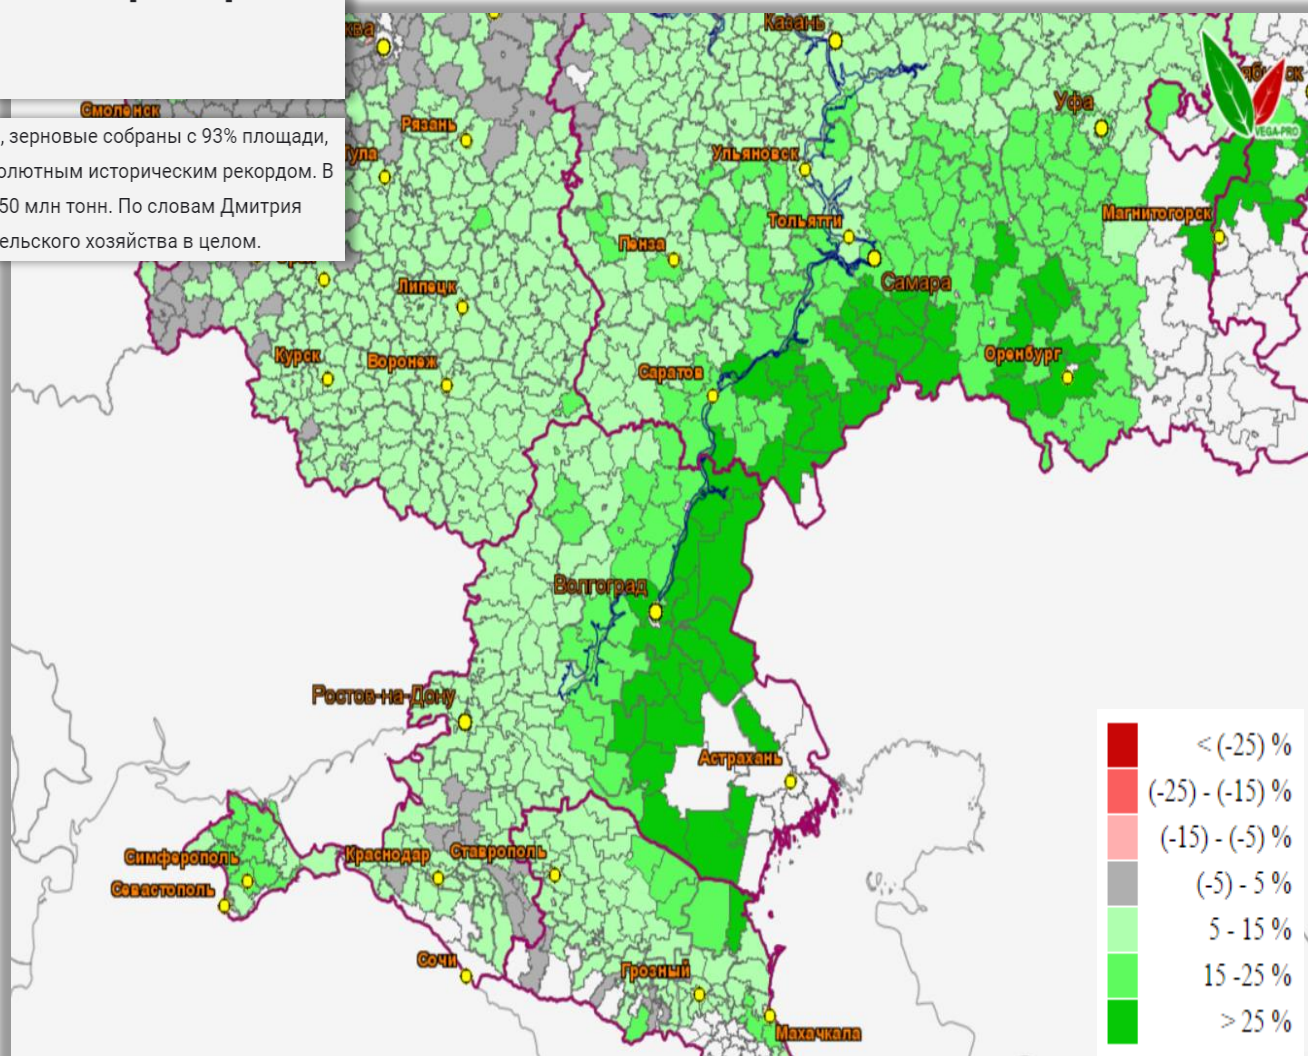 , зерновые собраны с 93% площади,
олютным историческим рекордом. В
50 млн тонн. По словам Дмитрия
ельского хозяйства в целом.
ква
Казань
Смоленск
Рязань
Тула
Уфа
VEGA-PRO
Ульяновск
Тольятти
Магнитогорск
Пенза
Самара
Липецк
Курск
Воронеж
Саратов
Оренбург
Волгоград
Ростов-на-Дону
Астрахань
Симферополь
Севастополь
Краснодар
Ставрополь
Сочи
Грозный
Махачкала
< (-25) %
(-25) - (-15) %
(-15) - (-5) %
(-5) - 5 %
5 - 15 %
15 -25 %
> 25 %